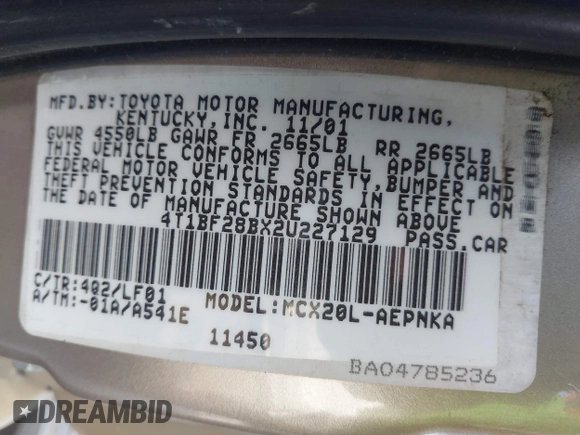 MFD.BY:TOYOTA MOTOR MANUFACTURING,
KENTUCKY,INC. 11/01
GVWR 4550LB GAWR FR 2665LB RR 2665LB
THIS VEHICLE CONFORMS TO ALL APPLICABLE
FEDERAL MOTOR VEHICLE SAFETY,BUMPER AND
THEFT PREVENTION STANDARDS IN EFFECT ON
THE DATE OF MANUFACTURE SHOWN ABOVE
4T1BF28BX2U227129 PASS.CAR
C/TR:402/LF01 MODEL:MCX20L-AEPNKA
A/TM:-01A/A541E
11450
BA04785236
DREAMBID